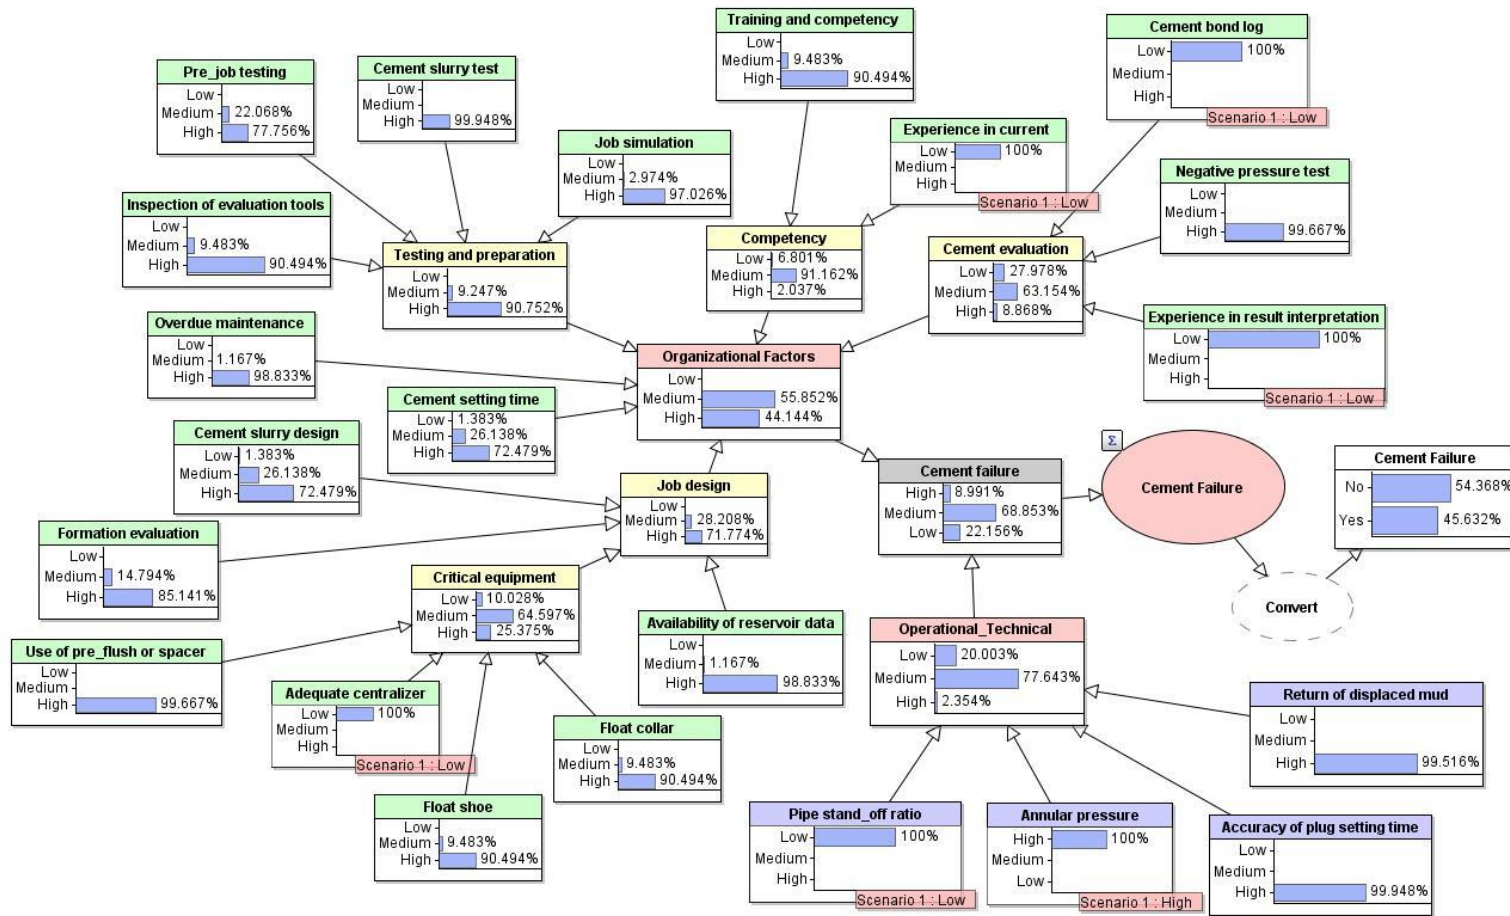 Training and competency
Low
Medium 9.483%
High 90.494%
Cement bond log
Low 100%
Medium
High
Scenario 1 : Low
Pre_job testing
Low
Medium 22.068%
High 77.756%
Cement slurry test
Low
Medium
High 99.948%
Job simulation
Low
Medium 2.974%
High 97.026%
Experience in current
Low 100%
Medium
High
Scenario 1 : Low
Negative pressure test
Low
Medium
High 99.667%
Inspection of evaluation tools
Low
Medium 9.483%
High 90.494%
Testing and preparation
Low
Medium 9.247%
High 90.752%
Competency
Low 6.801%
Medium 91.162%
High 2.037%
Cement evaluation
Low 27.978%
Medium 63.154%
High 8.868%
Experience in result interpretation
Low 100%
Medium
High
Scenario 1 : Low
Overdue maintenance
Low
Medium 1.167%
High 98.833%
Organizational Factors
Low
Medium 55.852%
High 44.144%
Cement setting time
Low 1.383%
Medium 26.138%
High 72.479%
Cement slurry design
Low 1.383%
Medium 26.138%
High 72.479%
Job design
Low
Medium 28.208%
High 71.774%
Cement failure
High 8.991%
Medium 68.853%
Low 22.156%
Σ
Cement Failure
Cement Failure
No 54.368%
Yes 45.632%
Convert
Formation evaluation
Low
Medium 14.794%
High 85.141%
Critical equipment
Low 10.028%
Medium 64.597%
High 25.375%
Availability of reservoir data
Low
Medium 1.167%
High 98.833%
Operational_Technical
Low 20.003%
Medium 77.643%
High 2.354%
Use of pre_flush or spacer
Low
Medium
High 99.667%
Adequate centralizer
Low 100%
Medium
High
Scenario 1 : Low
Float collar
Low
Medium 9.483%
High 90.494%
Return of displaced mud
Low
Medium
High 99.516%
Float shoe
Low
Medium 9.483%
High 90.494%
Pipe stand_off ratio
Low 100%
Medium
High
Scenario 1 : Low
Annular pressure
High 100%
Medium
Low
Scenario 1 : High
Accuracy of plug setting time
Low
Medium
High 99.948%